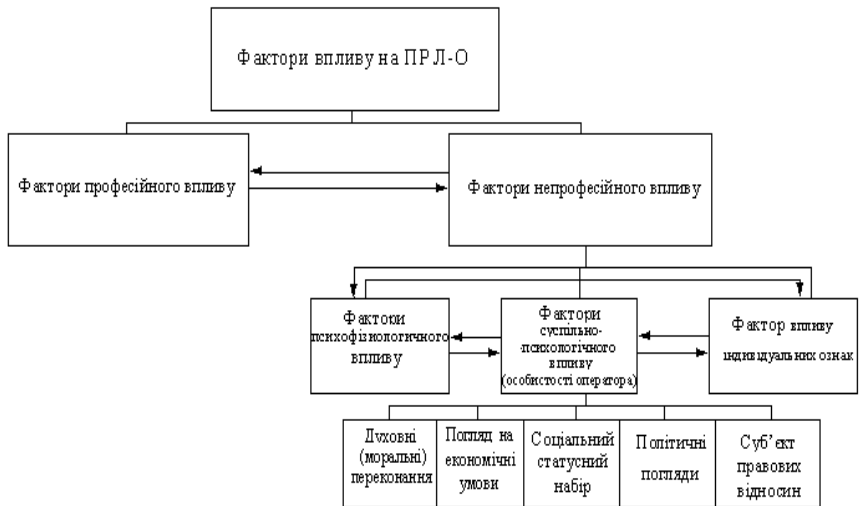 Фактори впливу на ПРЛ-О
Фактори професійного впливу
Фактори непрофесійного впливу
Фактори
психофізиологичного
впливу
Фактори
суспільно-
-психологічного
впливу
(особистості оператора)
Фактор впливу
індивідуальних ознак
Духовні
(моральні)
переконання
Погляд на
економічні
умови
Соціальний
статусний
набір
Політичні
погляди
Суб’єкт
правових
відносин